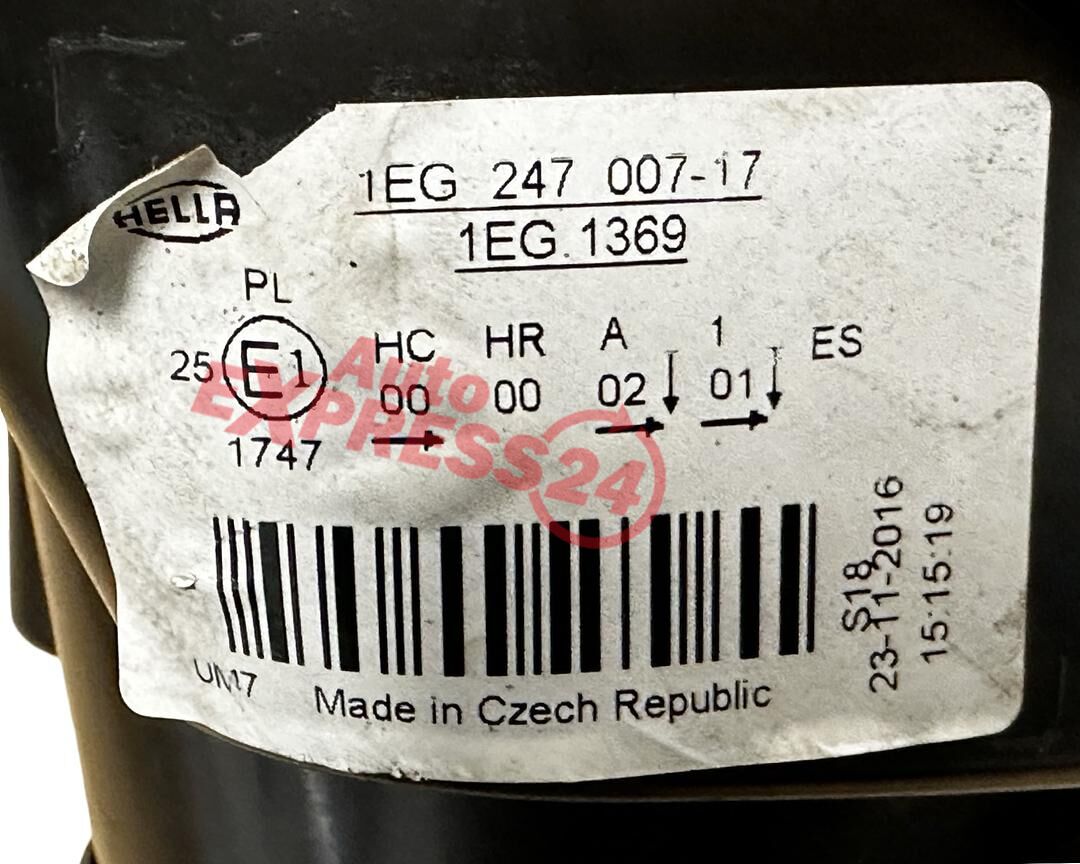 HELLA
1EG 247 007-17
1EG.1369
PL
25 E1
1747
HC HR A 1 ES
00 00 02 01
Auto
EXPRESS24
S18
23-11-2016
15:15:19
Made in Czech Republic